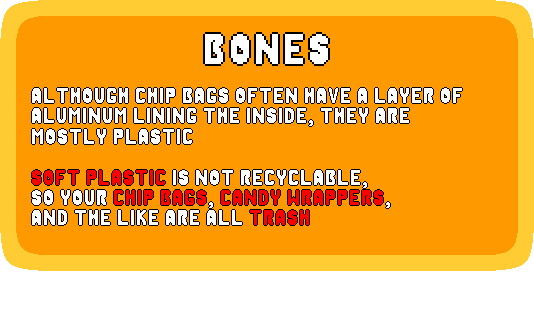 BONES
ALTHOUGH CHIP BAGS OFTEN HAVE A LAYER OF
ALUMINUM LINING THE INSIDE, THEY ARE
MOSTLY PLASTIC
SOFT PLASTIC IS NOT RECYCLABLE,
SO YOUR CHIP BAGS, CANDY WRAPPERS,
AND THE LIKE ARE ALL TRASH